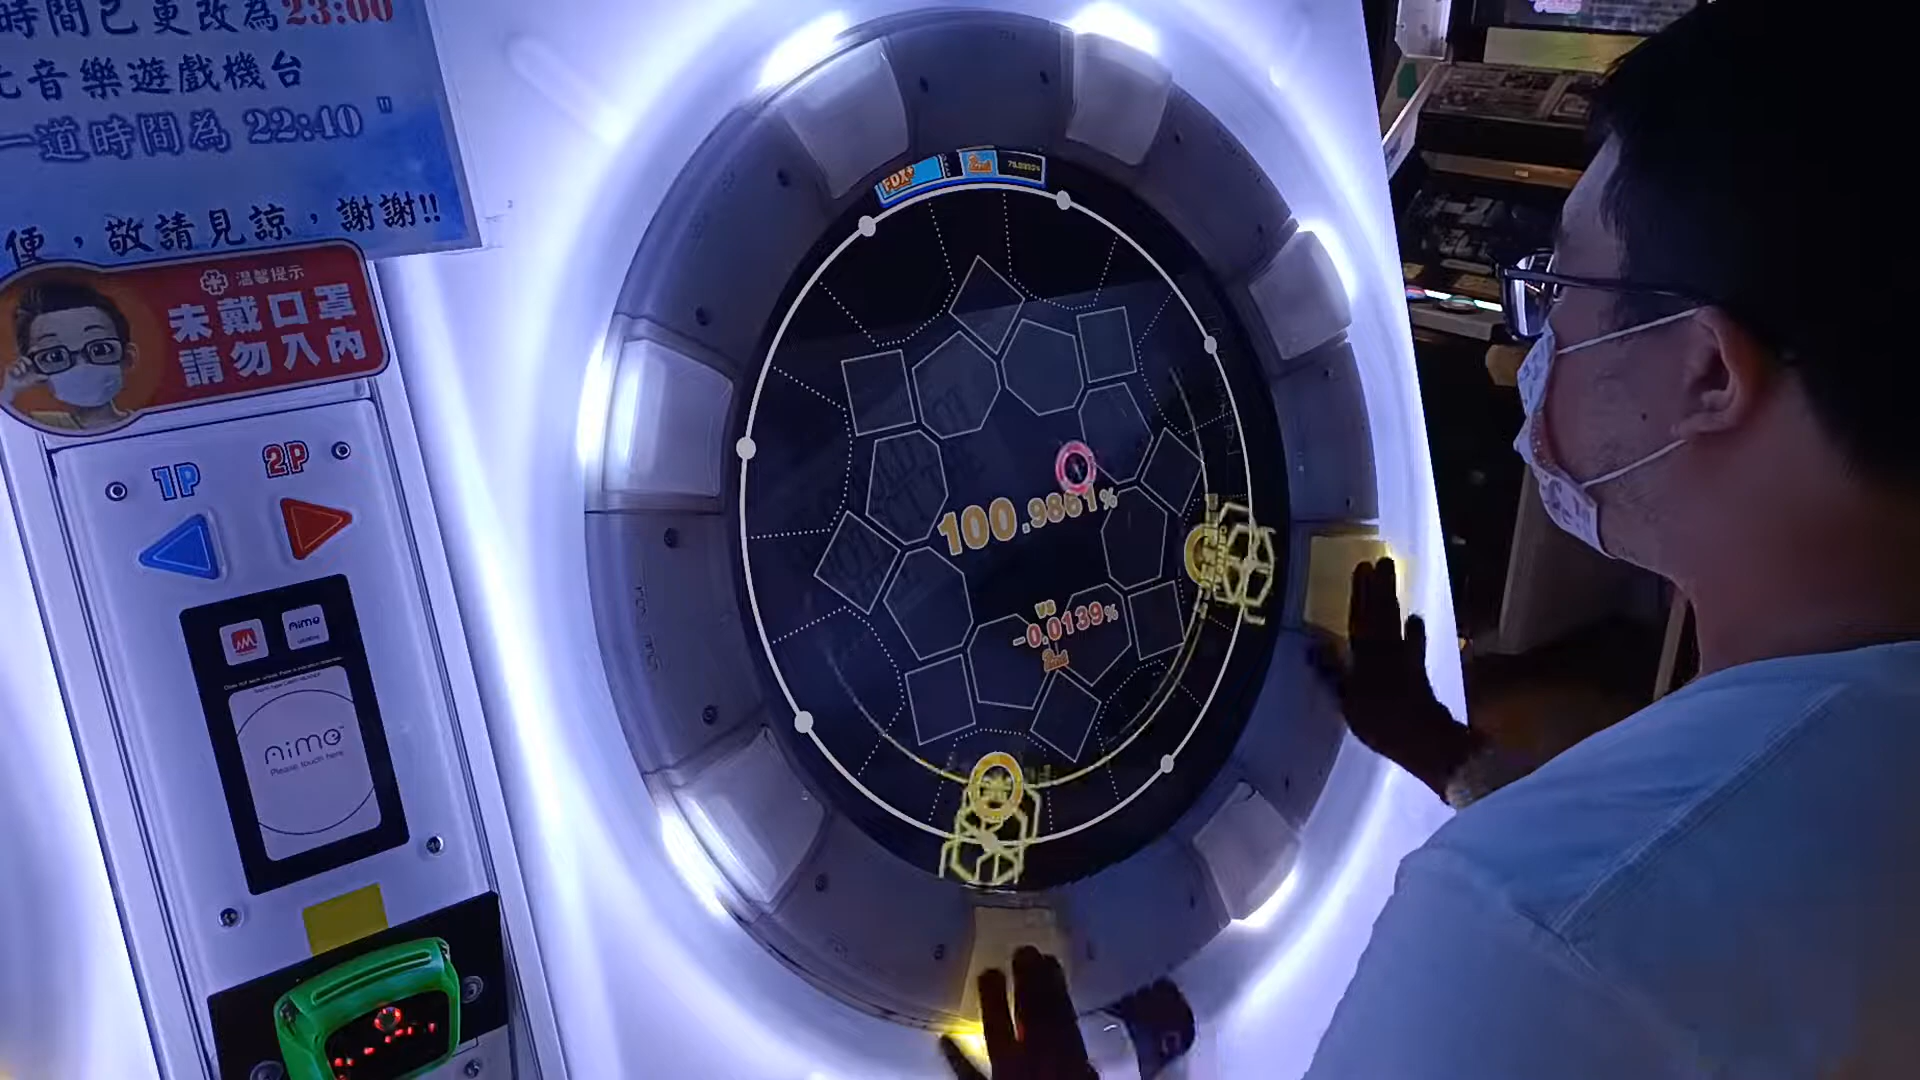 時間已更改為23:00
音樂遊戲機台
一道時間為 22:40 "
便，敬請見諒，謝謝!!
溫馨提示
未戴口罩
請勿入內
1P
2P
Aime
Aime
Please touch here
FDX+
2nd
100.9861%
VS
-0.0139%
2nd